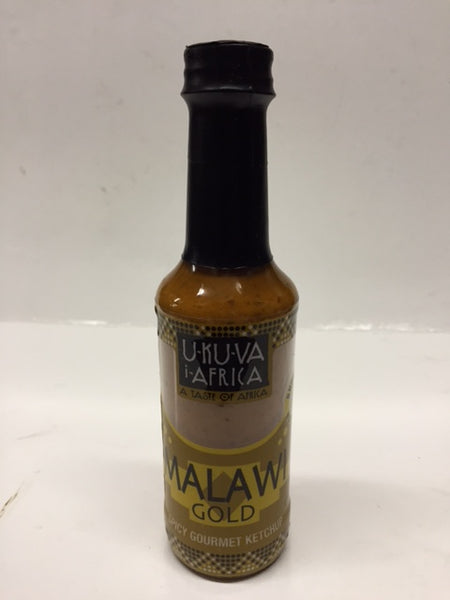 U·KU·VA
i·AFRICA
A TASTE OF AFRICA
MALAWI
GOLD
SPICY GOURMET KETCHUP